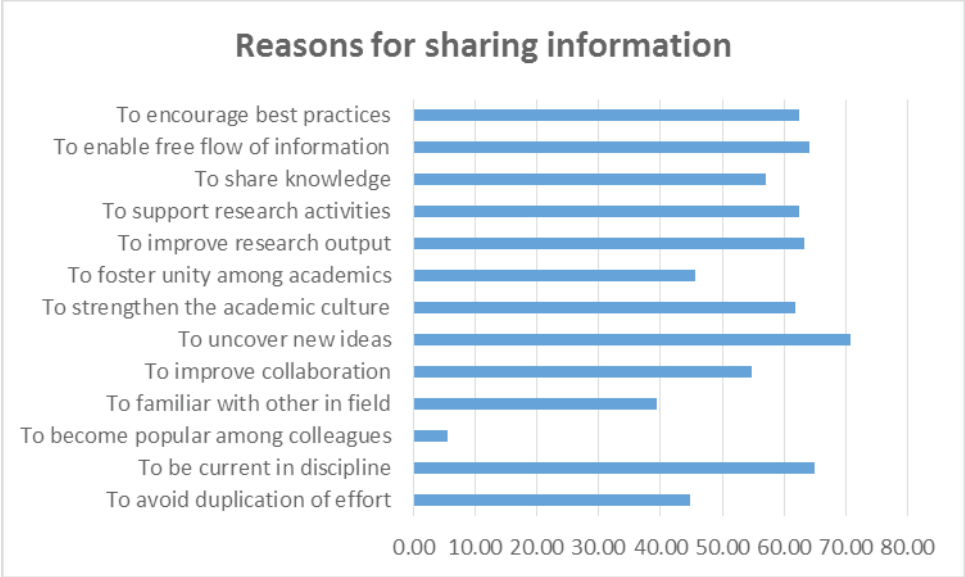 Reasons for sharing information
To encourage best practices
To enable free flow of information
To share knowledge
To support research activities
To improve research output
To foster unity among academics
To strengthen the academic culture
To uncover new ideas
To improve collaboration
To familiar with other in field
To become popular among colleagues
To be current in discipline
To avoid duplication of effort
0.00 10.00 20.00 30.00 40.00 50.00 60.00 70.00 80.00